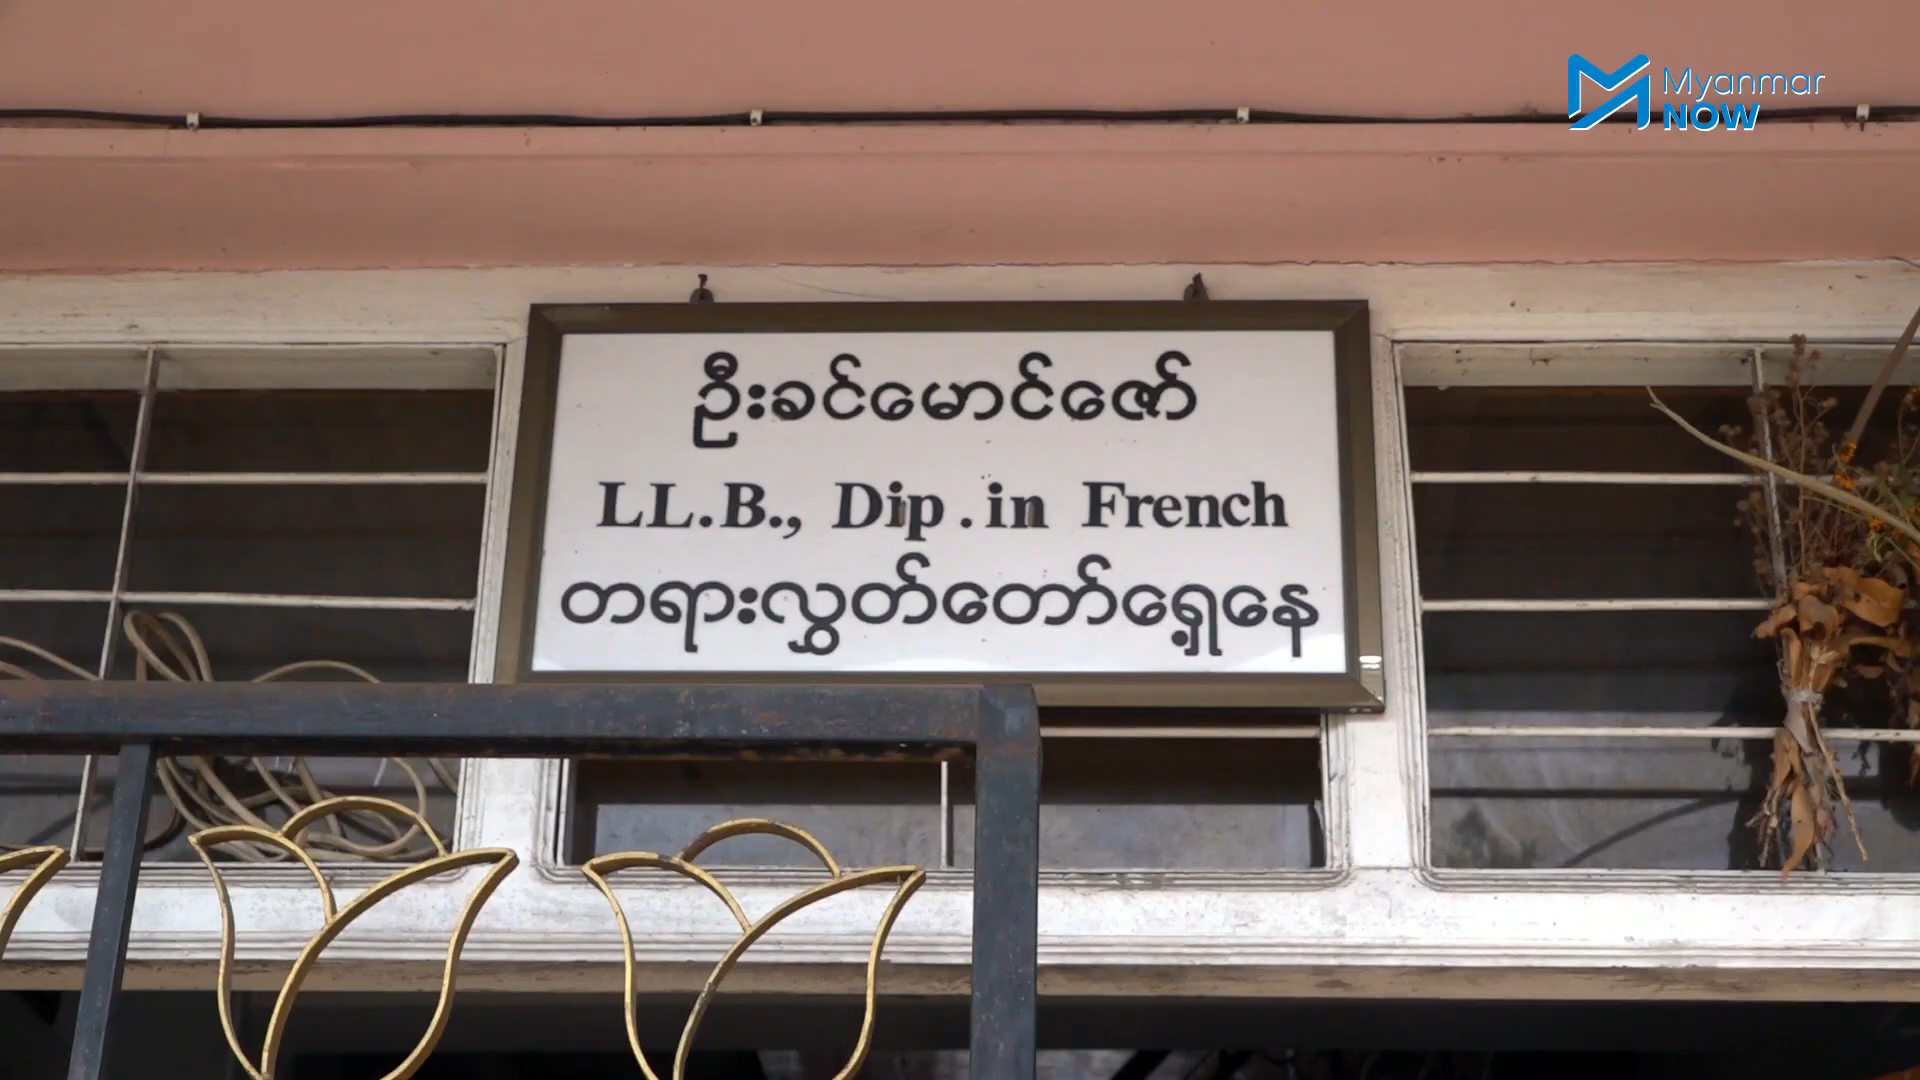 Myanmar
NOW
ဦးခင်မောင်ဇော်
LL.B., Dip. in French
တရားလွှတ်တော်ရှေ့နေ